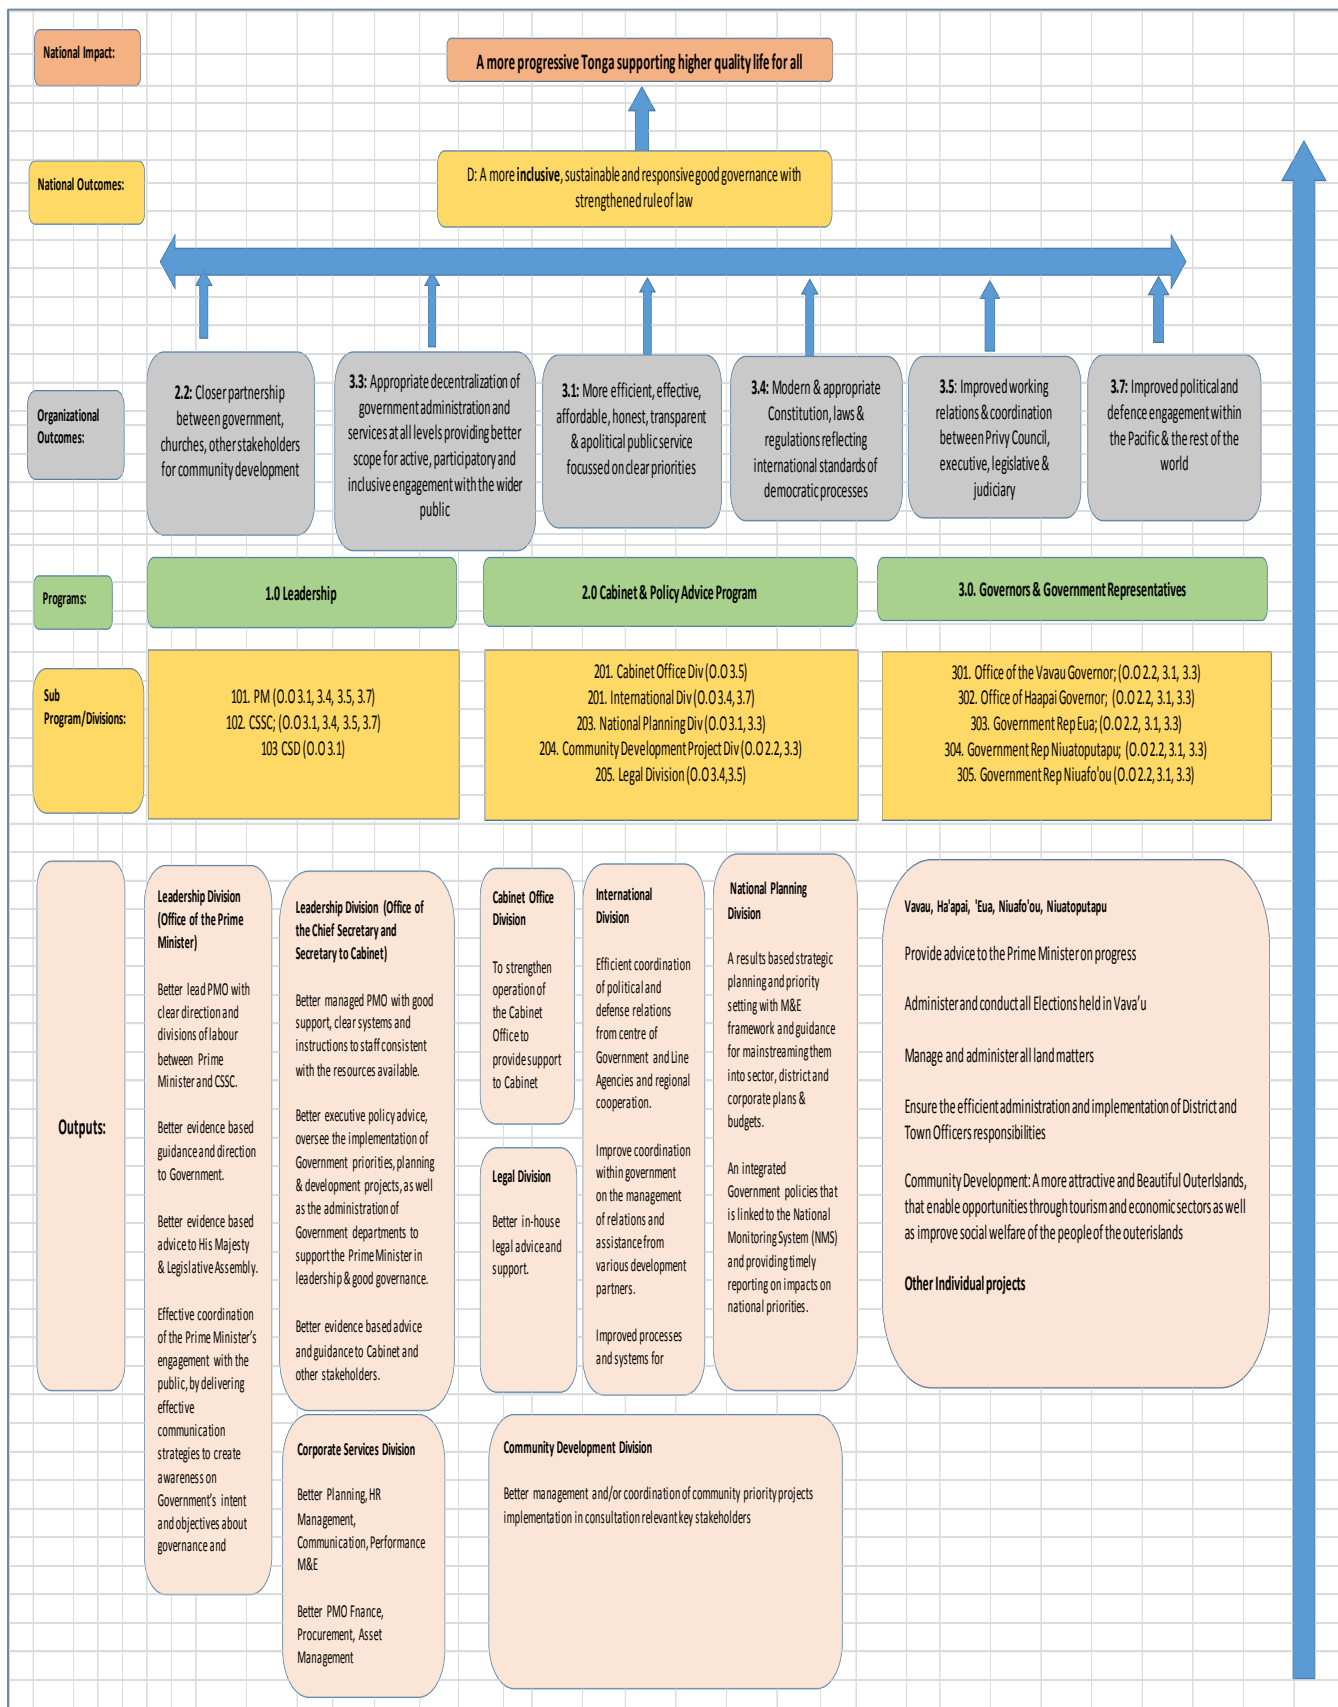 National Impact:
A more progressive Tonga supporting higher quality life for all
National Outcomes:
D: A more inclusive, sustainable and responsive good governance with
strengthened rule of law
Organizational
Outcomes:
2.2: Closer partnership
between government,
churches, other stakeholders
for community development
3.3: Appropriate decentralization of
government administration and
services at all levels providing better
scope for active, participatory and
inclusive engagement with the wider
public
3.1: More efficient, effective,
affordable, honest, transparent
& apolitical public service
focussed on clear priorities
3.4: Modern & appropriate
Constitution, laws &
regulations reflecting
international standards of
democratic processes
3.5: Improved working
relations & coordination
between Privy Council,
executive, legislative &
judiciary
3.7: Improved political and
defence engagement within
the Pacific & the rest of the
world
Programs:
1.0 Leadership
2.0 Cabinet & Policy Advice Program
3.0. Governors & Government Representatives
Sub
Program/Divisions:
101. PM (O.O 3.1, 3.4, 3.5, 3.7)
102. CSSC; (O.O 3.1, 3.4, 3.5, 3.7)
103 CSD (O.O 3.1)
201. Cabinet Office Div (O.O 3.5)
201. International Div (O.O 3.4, 3.7)
203. National Planning Div (O.O 3.1, 3.3)
204. Community Development Project Div (O.O 2.2, 3.3)
205. Legal Division (O.O 3.4,3.5)
301. Office of the Vavau Governor; (O.O 2.2, 3.1, 3.3)
302. Office of Haapai Governor; (O.O 2.2, 3.1, 3.3)
303. Government Rep Eua; (O.O 2.2, 3.1, 3.3)
304. Government Rep Niuatoputapu; (O.O 2.2, 3.1, 3.3)
305. Government Rep Niuafo'ou (O.O 2.2, 3.1, 3.3)
Outputs:
Leadership Division
(Office of the Prime
Minister)
Better lead PMO with
clear direction and
divisions of labour
between Prime
Minister and CSSC.
Better evidence based
guidance and direction
to Government.
Better evidence based
advice to His Majesty
& Legislative Assembly.
Effective coordination
of the Prime Minister's
engagement with the
public, by delivering
effective
communication
strategies to create
awareness on
Government's intent
and objectives about
governance and
Leadership Division (Office of
the Chief Secretary and
Secretary to Cabinet)
Better managed PMO with good
support, clear systems and
instructions to staff consistent
with the resources available.
Better executive policy advice,
oversee the implementation of
Government priorities, planning
& development projects, as well
as the administration of
Government departments to
support the Prime Minister in
leadership & good governance.
Better evidence based advice
and guidance to Cabinet and
other stakeholders.
Corporate Services Division
Better Planning, HR
Management,
Communication, Performance
M&E
Better PMO Fnance,
Procurement, Asset
Management
Cabinet Office
Division
To strengthen
operation of
the Cabinet
Office to
provide support
to Cabinet
Legal Division
Better in-house
legal advice and
support.
International
Division
Efficient coordination
of political and
defense relations
from centre of
Government and Line
Agencies and regional
cooperation.
Improve coordination
within government
on the management
of relations and
assistance from
various development
partners.
Improved processes
and systems for
National Planning
Division
A results based strategic
planning and priority
setting with M&E
framework and guidance
for mainstreaming them
into sector, district and
corporate plans &
budgets.
An integrated
Government policies that
is linked to the National
Monitoring System (NMS)
and providing timely
reporting on impacts on
national priorities.
Community Development Division
Better management and/or coordination of community priority projects
implementation in consultation relevant key stakeholders
Vavau, Ha'apai, 'Eua, Niuafo'ou, Niuatoputapu
Provide advice to the Prime Minister on progress
Administer and conduct all Elections held in Vava'u
Manage and administer all land matters
Ensure the efficient administration and implementation of District and
Town Officers responsibilities
Community Development: A more attractive and Beautiful Outer Islands,
that enable opportunities through tourism and economic sectors as well
as improve social welfare of the people of the outer islands
Other Individual projects